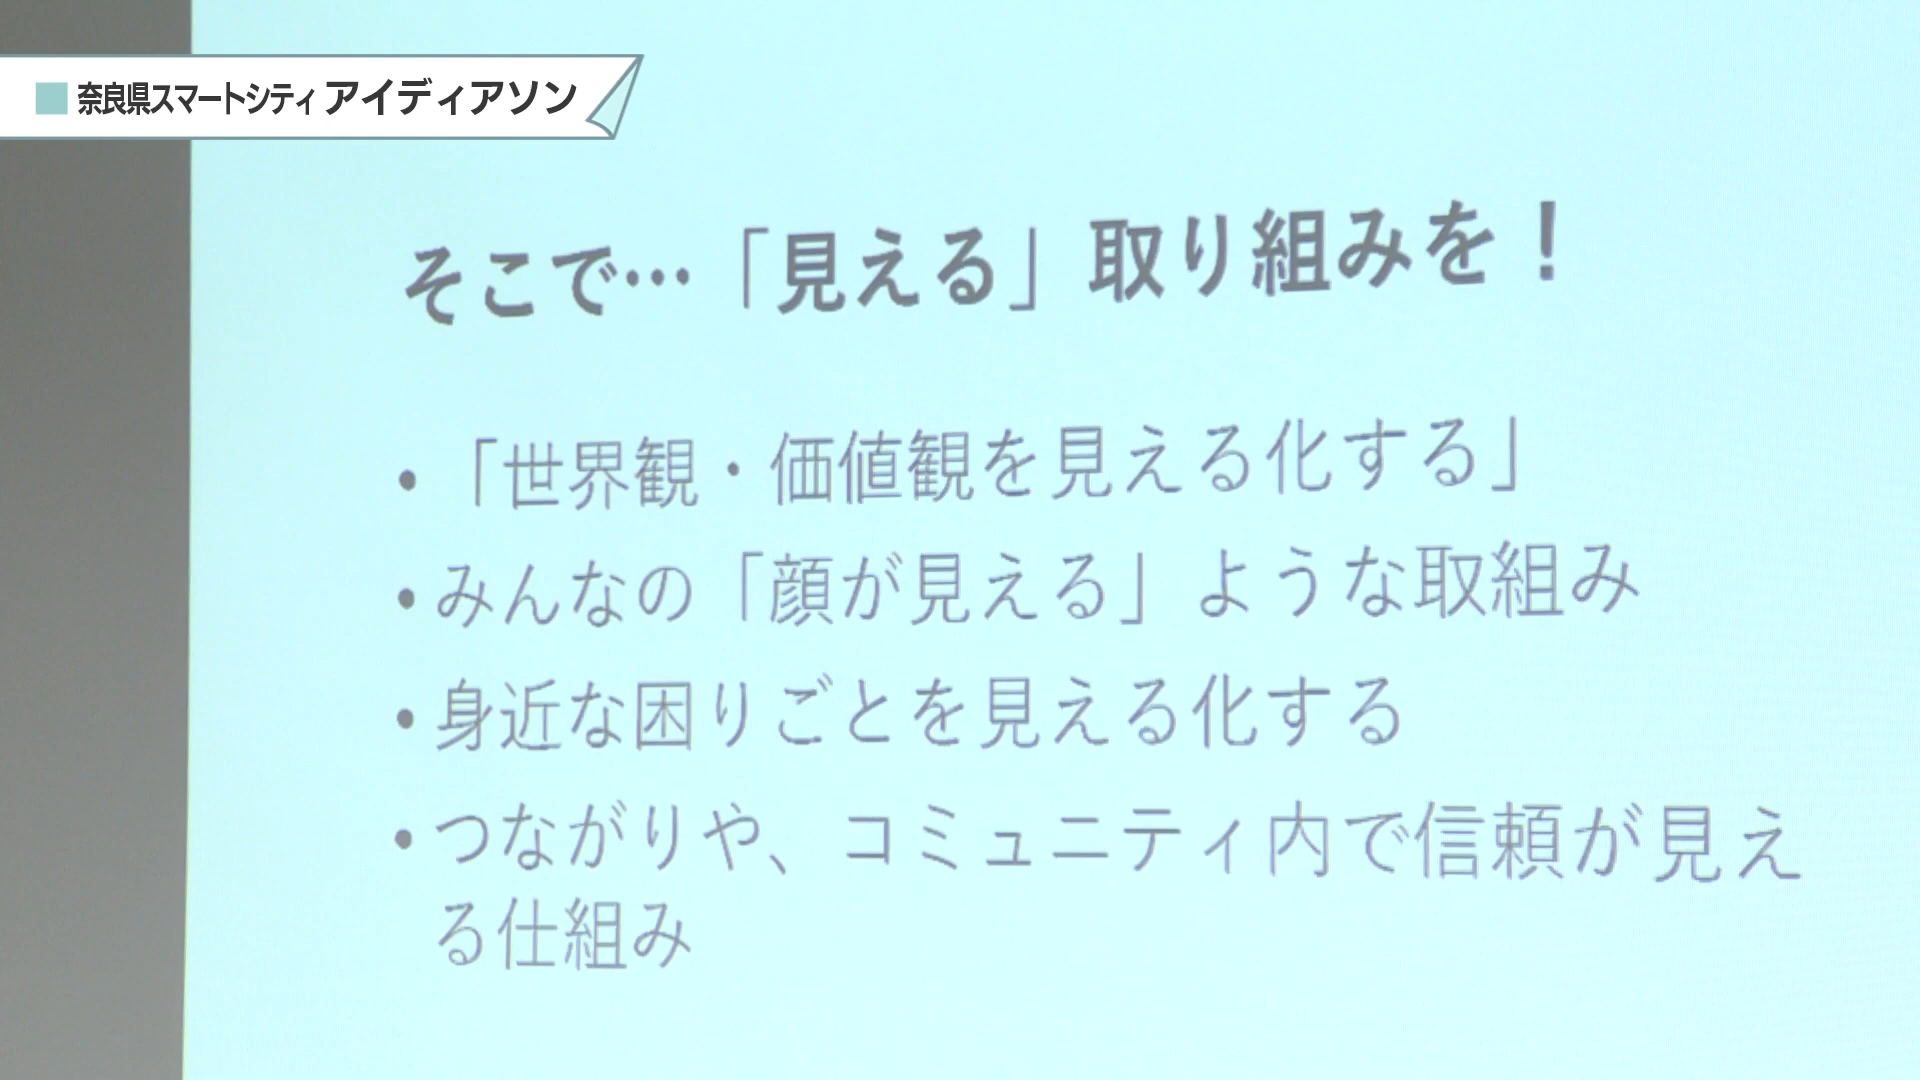 奈良県スマートシティ アイディアソン
そこで…「見える」取り組みを！
• 「世界観・価値観を見える化する」
• みんなの「顔が見える」ような取組み
• 身近な困りごとを見える化する
• つながりや、コミュニティ内で信頼が見え
る仕組み